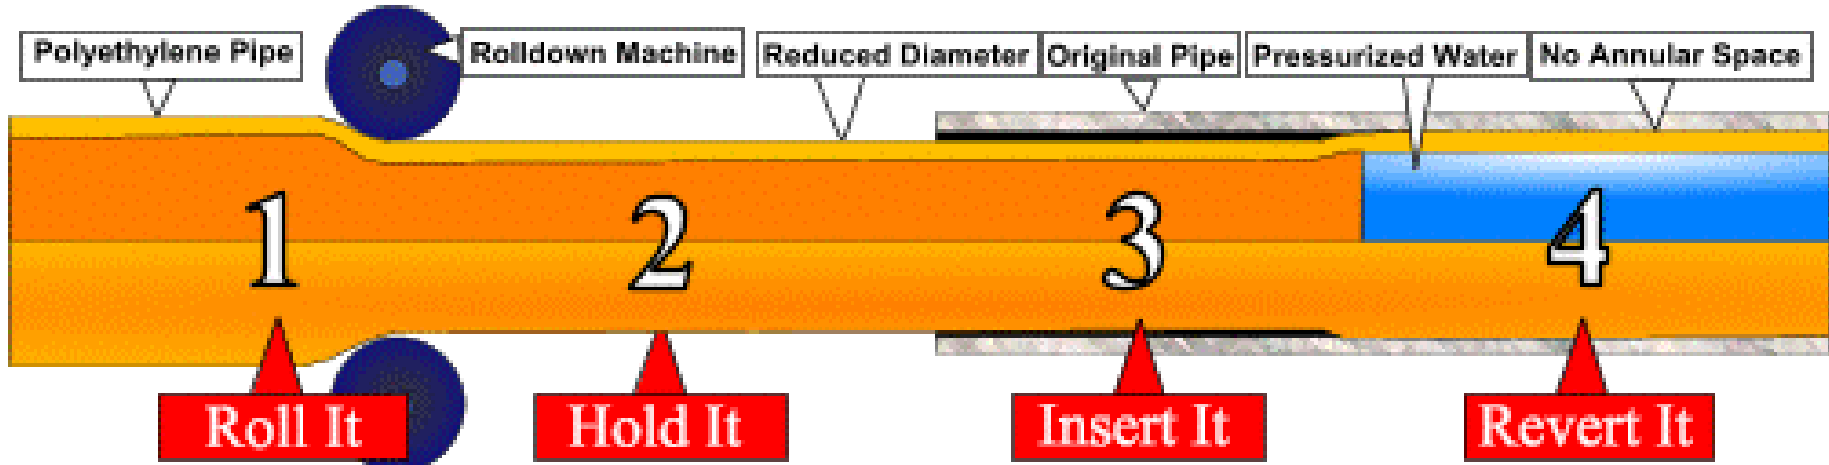 Polyethylene Pipe
Rolldown Machine
Reduced Diameter
Original Pipe
Pressurized Water
No Annular Space
1
2
3
4
Roll It
Hold It
Insert It
Revert It